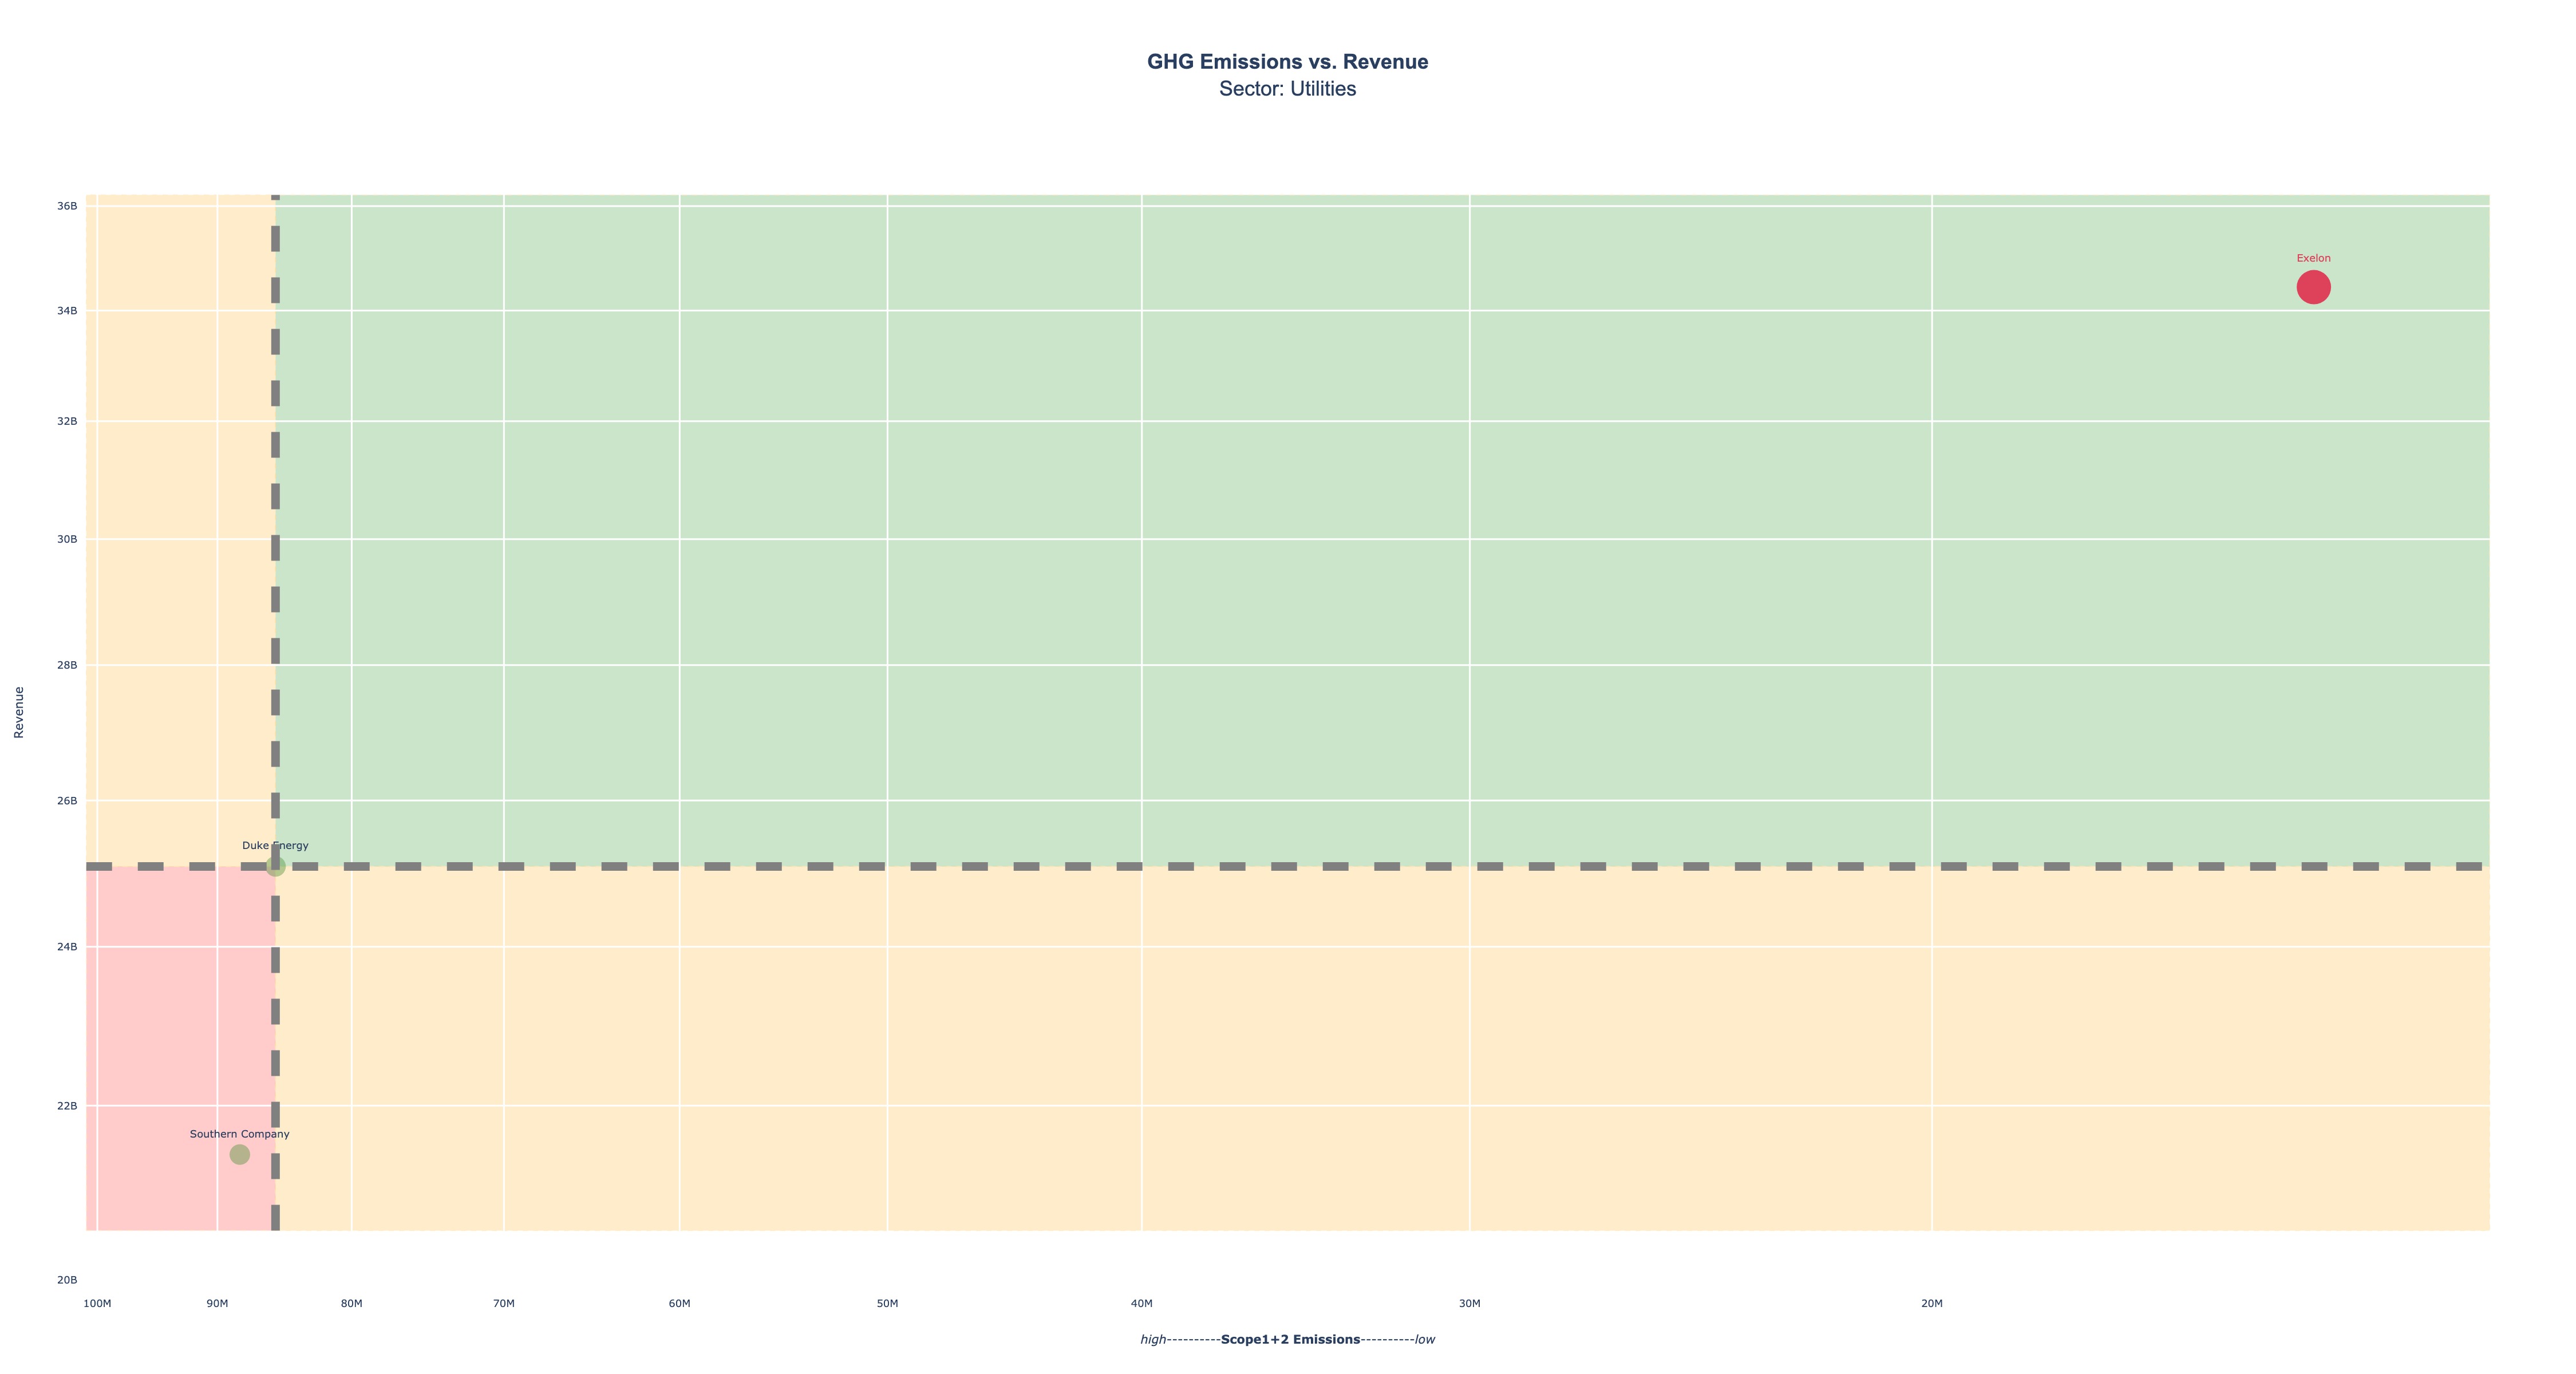 GHG Emissions vs. Revenue
Sector: Utilities
36B
Exelon
34B
32B
30B
28B
Revenue
26B
Duke Energy
24B
22B
Southern Company
20B
100M 90M 80M 70M 60M 50M 40M 30M 20M
high----------Scope1+2 Emissions----------low